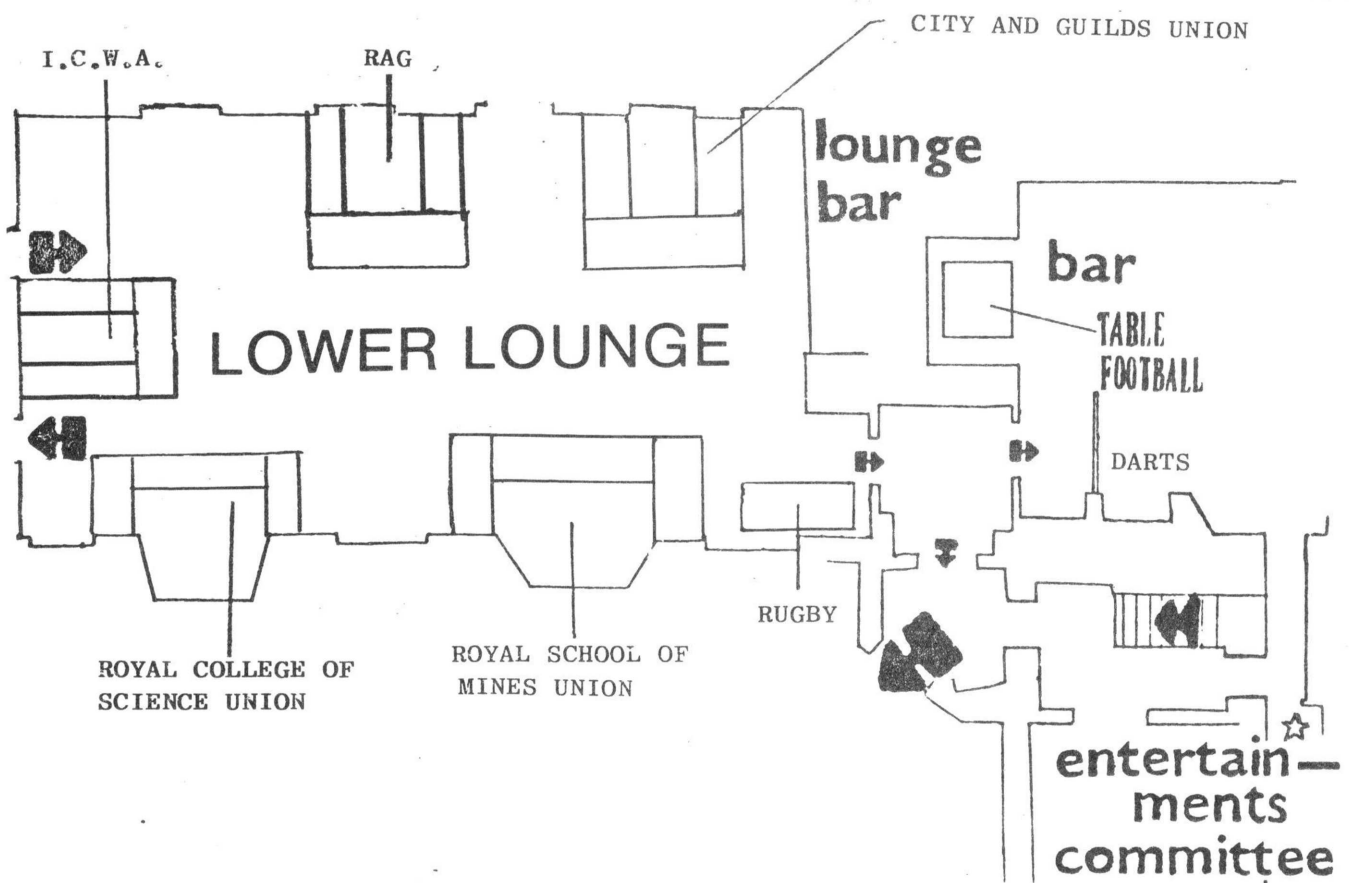 CITY AND GUILDS UNION
I.C.W.A.
RAG
lounge
bar
bar
TABLE
FOOTBALL
LOWER LOUNGE
DARTS
RUGBY
ROYAL COLLEGE OF
SCIENCE UNION
ROYAL SCHOOL OF
MINES UNION
entertain—
ments
committee